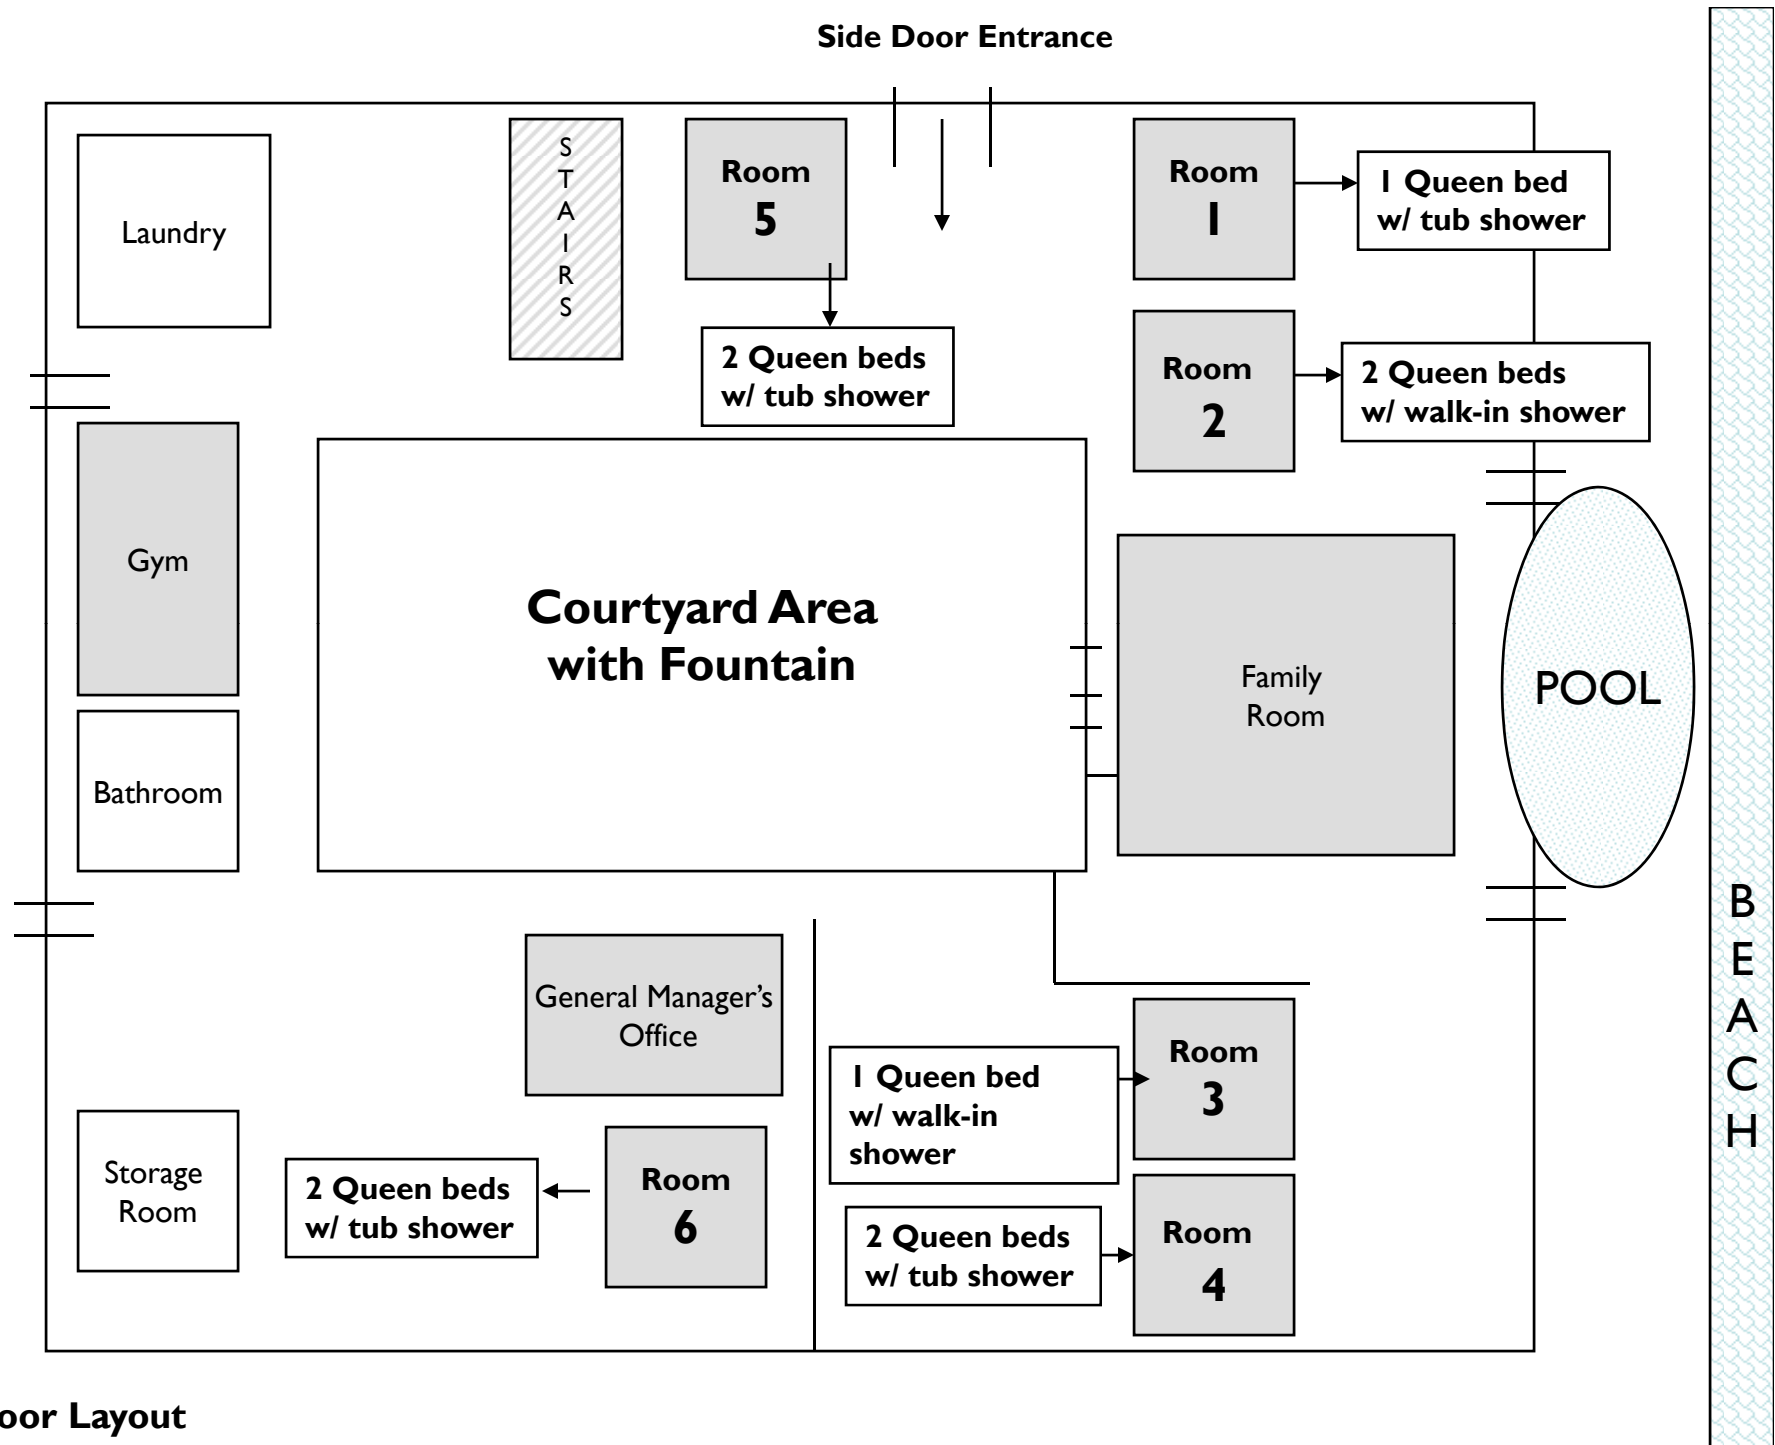 Side Door Entrance
Laundry
S
T
A
I
R
S
Room
5
2 Queen beds
w/ tub shower
Room
1
1 Queen bed
w/ tub shower
Room
2
2 Queen beds
w/ walk-in shower
Gym
Courtyard Area
with Fountain
Family
Room
POOL
Bathroom
B
E
A
C
H
General Manager's
Office
1 Queen bed
w/ walk-in
shower
Room
3
Storage
Room
2 Queen beds
w/ tub shower
Room
6
2 Queen beds
w/ tub shower
Room
4
oor Layout